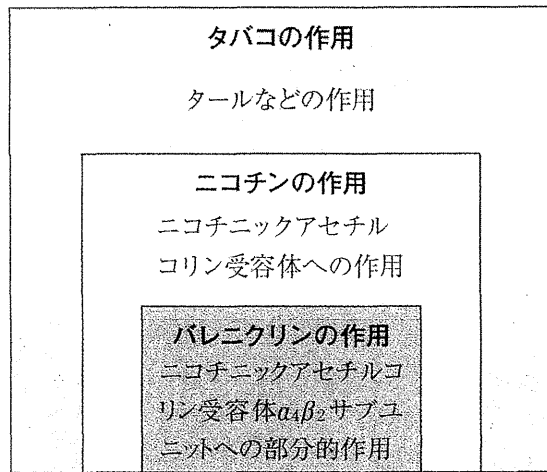 タバコの作用
タールなどの作用
ニコチンの作用
ニコチニックアセチル
コリン受容体への作用
バレニクリンの作用
ニコチニックアセチルコ
リン受容体α₄β₂サブユ
ニットへの部分的作用